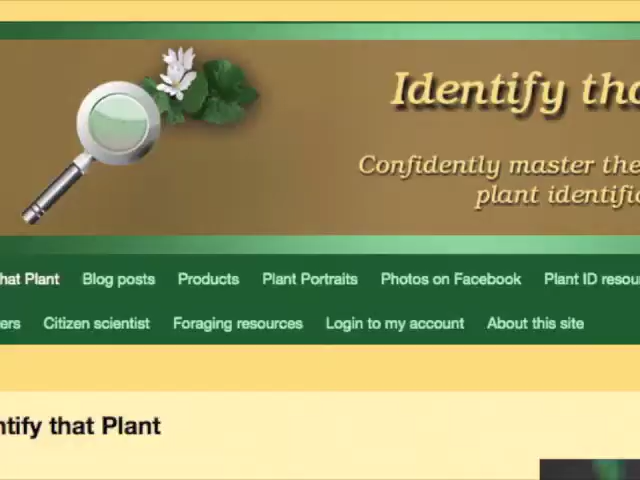 Identify tha
Confidently master the
plant identific
hat Plant Blog posts Products Plant Portraits Photos on Facebook Plant ID resou
ers Citizen scientist Foraging resources Login to my account About this site
ntify that Plant